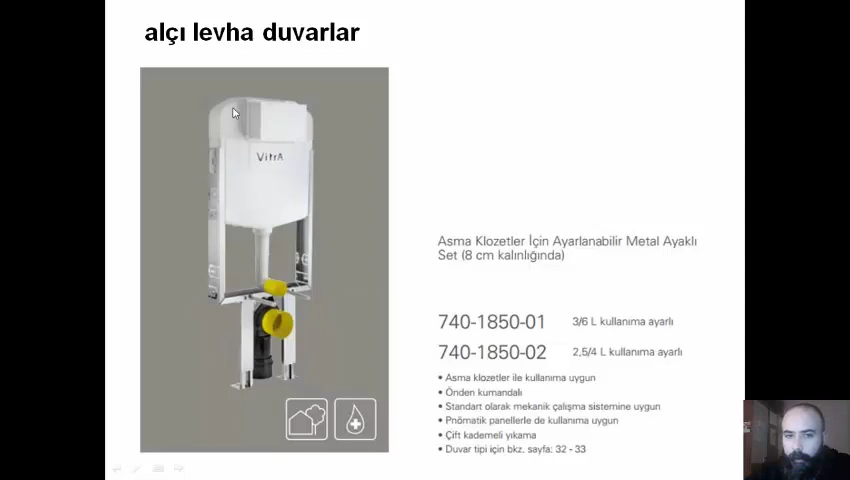 alçı levha duvarlar
VitrA
Asma Klozetler İçin Ayarlanabilir Metal Ayaklı
Set (8 cm kalınlığında)
740-1850-01 3/6 L kullanıma ayarlı
740-1850-02 2,5/4 L kullanıma ayarlı
• Asma klozetler ile kullanıma uygun
• Önden kumandalı
• Standart olarak mekanik çalışma sistemine uygun
• Pnömatik panellerle de kullanıma uygun
• Çift kademeli yıkama
• Duvar tipi için bkz. sayfa: 32 - 33